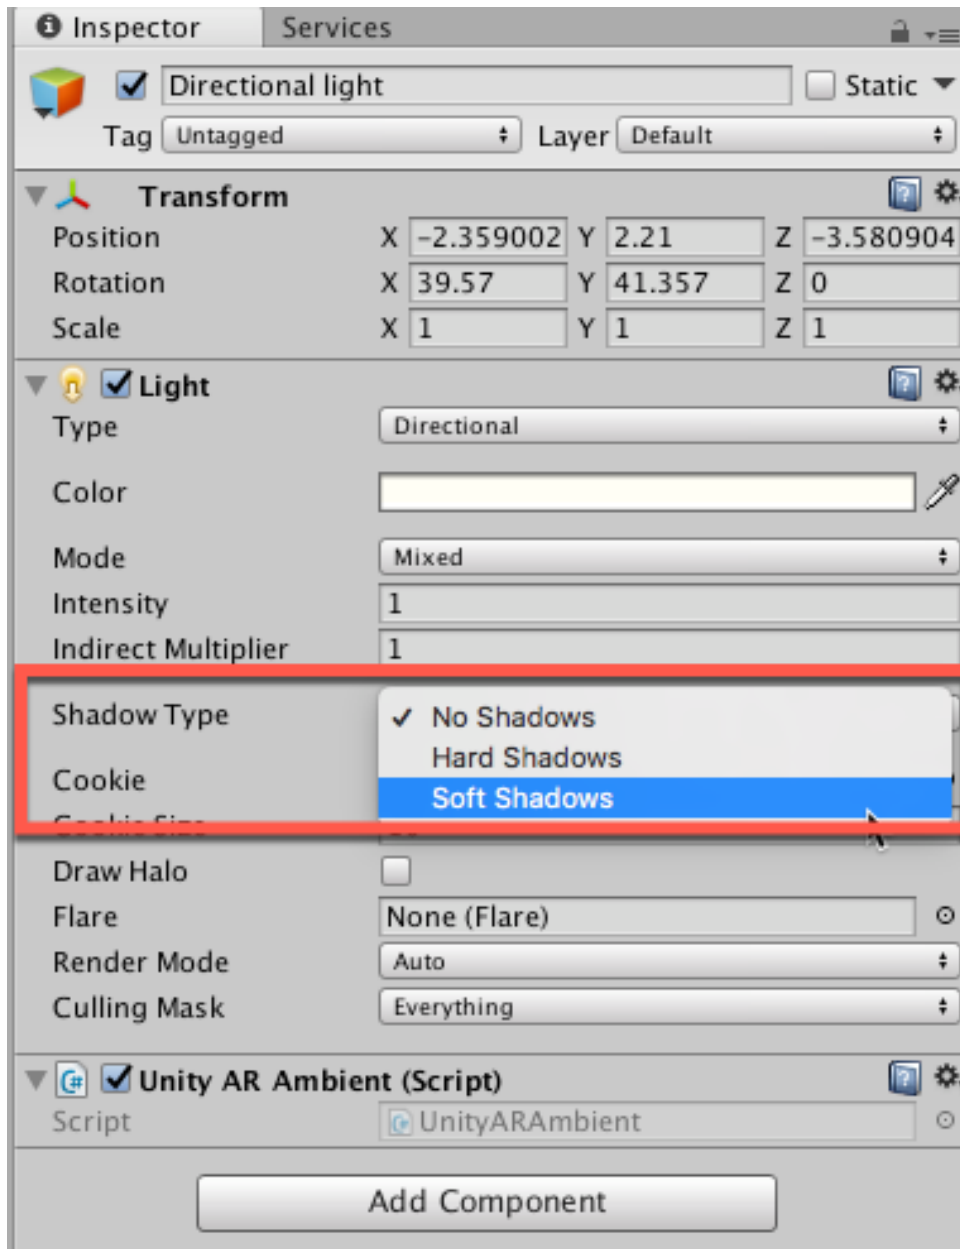 Inspector Services
Directional light Static
Tag Untagged Layer Default
Transform
Position X -2.359002 Y 2.21 Z -3.580904
Rotation X 39.57 Y 41.357 Z 0
Scale X 1 Y 1 Z 1
Light
Type Directional
Color
Mode Mixed
Intensity 1
Indirect Multiplier 1
Shadow Type ✓ No Shadows
Hard Shadows
Cookie
Soft Shadows
Cookie Size
Draw Halo
Flare None (Flare)
Render Mode Auto
Culling Mask Everything
C# Unity AR Ambient (Script)
Script UnityARAmbient
Add Component